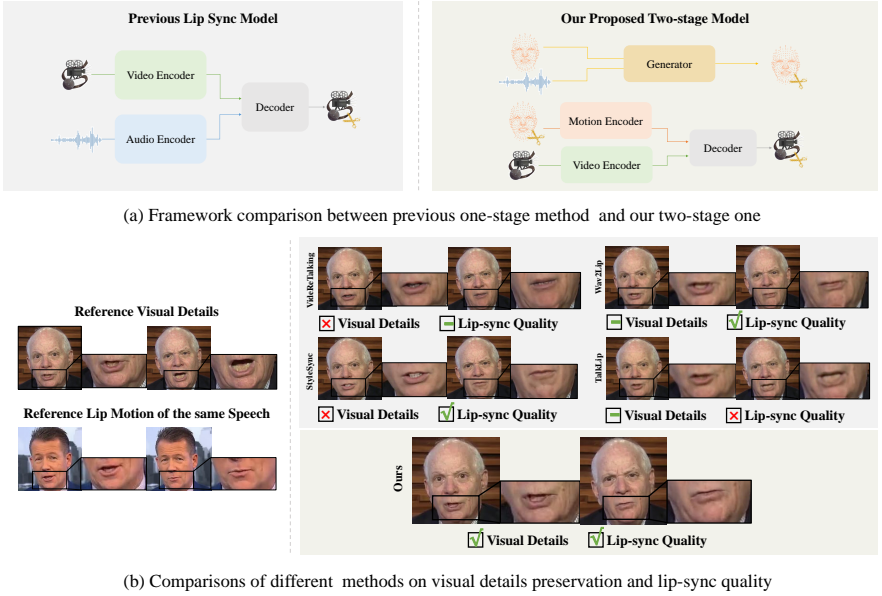 Previous Lip Sync Model
Video Encoder
Audio Encoder
Decoder
Our Proposed Two-stage Model
Generator
Motion Encoder
Video Encoder
Decoder
(a) Framework comparison between previous one-stage method and our two-stage one
Reference Visual Details
Reference Lip Motion of the same Speech
VideReTalking
Visual Details
Lip-sync Quality
Wav2Lip
Visual Details
Lip-sync Quality
StyleSync
Visual Details
Lip-sync Quality
TalkLip
Visual Details
Lip-sync Quality
Ours
Visual Details
Lip-sync Quality
(b) Comparisons of different methods on visual details preservation and lip-sync quality